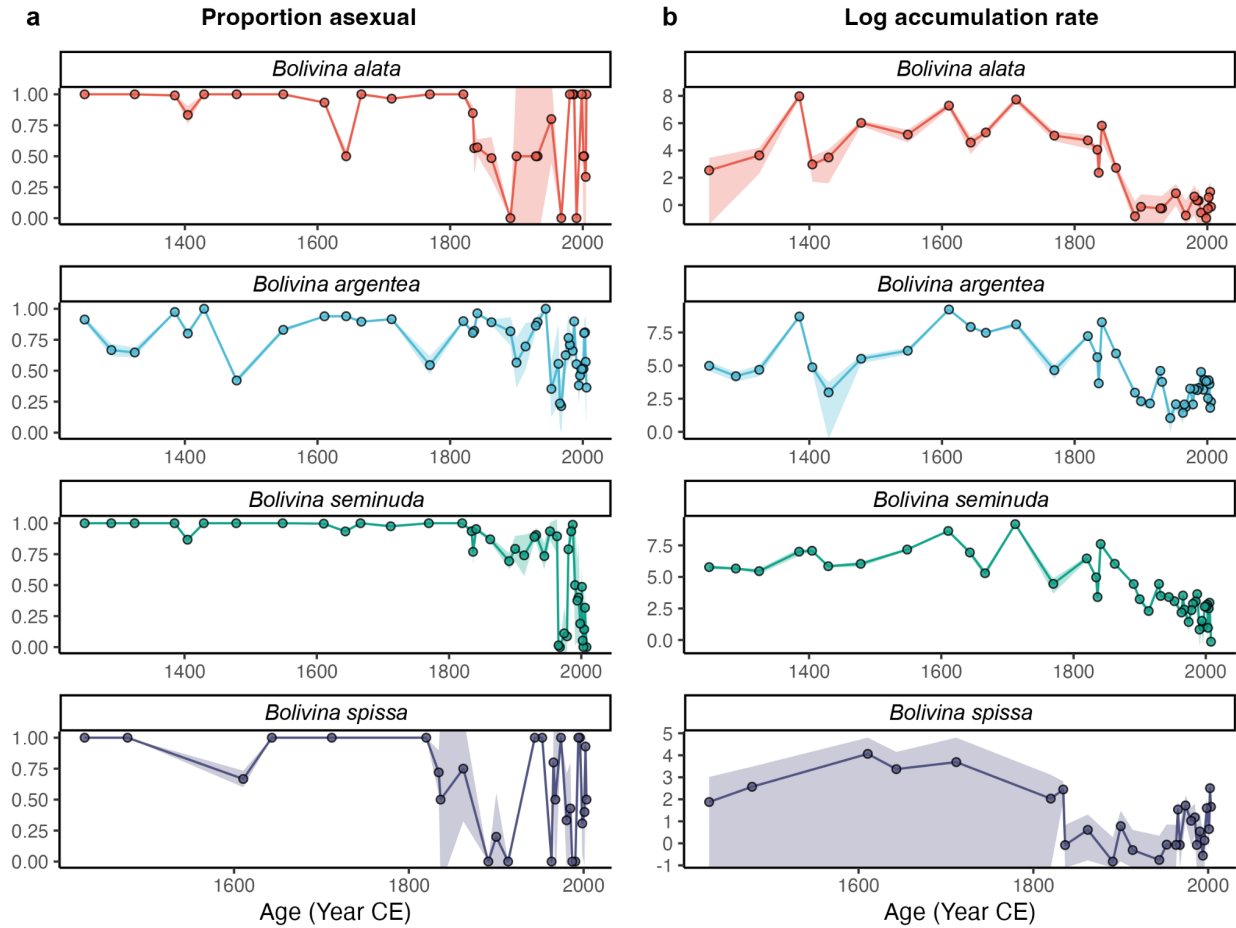 a Proportion asexual
b Log accumulation rate
Bolivina alata
1.00
0.75
0.50
0.25
0.00
1400 1600 1800 2000
Bolivina alata
8
6
4
2
0
1400 1600 1800 2000
Bolivina argentea
1.00
0.75
0.50
0.25
0.00
1400 1600 1800 2000
Bolivina argentea
7.5
5.0
2.5
0.0
1400 1600 1800 2000
Bolivina seminuda
1.00
0.75
0.50
0.25
0.00
1400 1600 1800 2000
Bolivina seminuda
7.5
5.0
2.5
0.0
1400 1600 1800 2000
Bolivina spissa
1.00
0.75
0.50
0.25
0.00
1600 1800 2000
Age (Year CE)
Bolivina spissa
5
4
3
2
1
0
-1
1600 1800 2000
Age (Year CE)